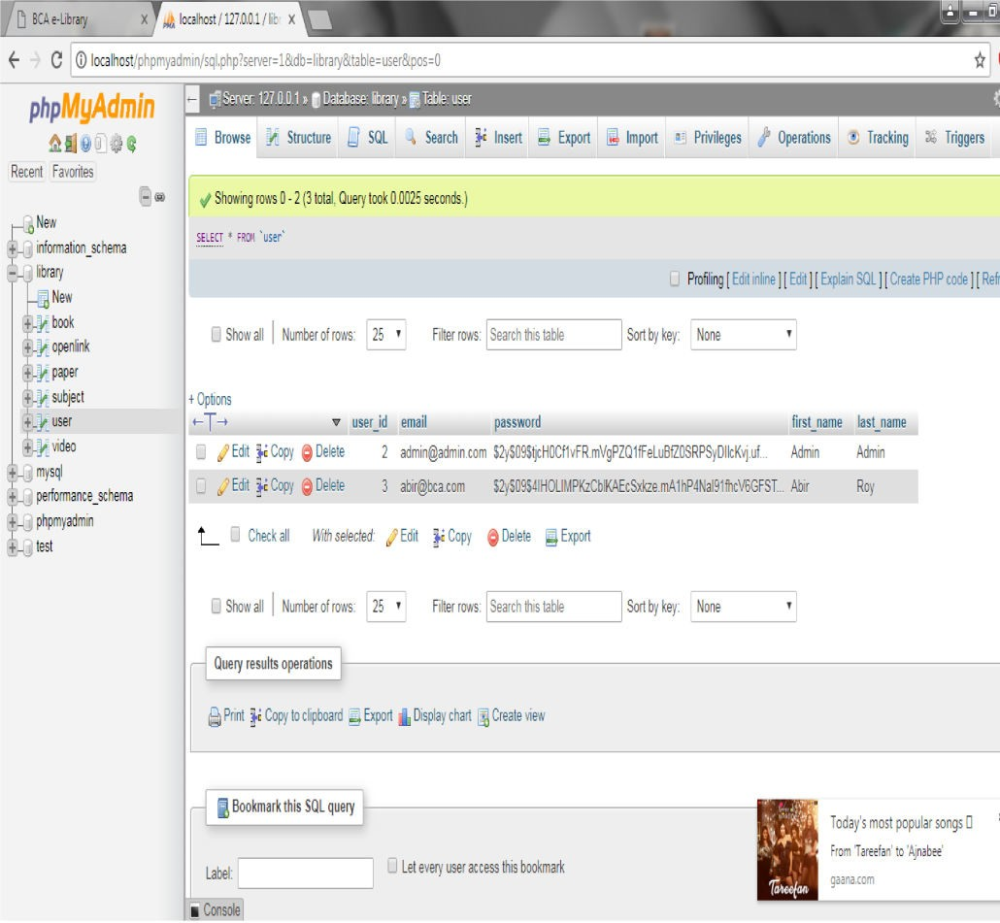 BCA e-Library
localhost / 127.0.0.1 / libr
localhost/phpmyadmin/sql.php?server=1&db=library&table=user&pos=0
phpMyAdmin
Recent Favorites
New
information_schema
library
New
book
openlink
paper
subject
user
video
mysql
performance_schema
phpmyadmin
test
Server: 127.0.0.1 » Database: library » Table: user
Browse Structure SQL Search Insert Export Import Privileges Operations Tracking Triggers
Showing rows 0 - 2 (3 total, Query took 0.0025 seconds.)
SELECT * FROM `user`
Profiling [ Edit inline ] [ Edit ] [ Explain SQL ] [ Create PHP code ] [ Refr
Show all | Number of rows: 25 Filter rows: Search this table Sort by key: None
+ Options
←T→ user_id email password first_name last_name
Edit Copy Delete 2 admin@admin.com Admin Admin
Edit Copy Delete 3 abir@bca.com Abir Roy
Check all With selected: Edit Copy Delete Export
Show all | Number of rows: 25 Filter rows: Search this table Sort by key: None
Query results operations
Print Copy to clipboard Export Display chart Create view
Bookmark this SQL query
Label: Let every user access this bookmark
Console
Tareefan
Today's most popular songs
From 'Tareefan' to 'Ajnabee'
gaana.com